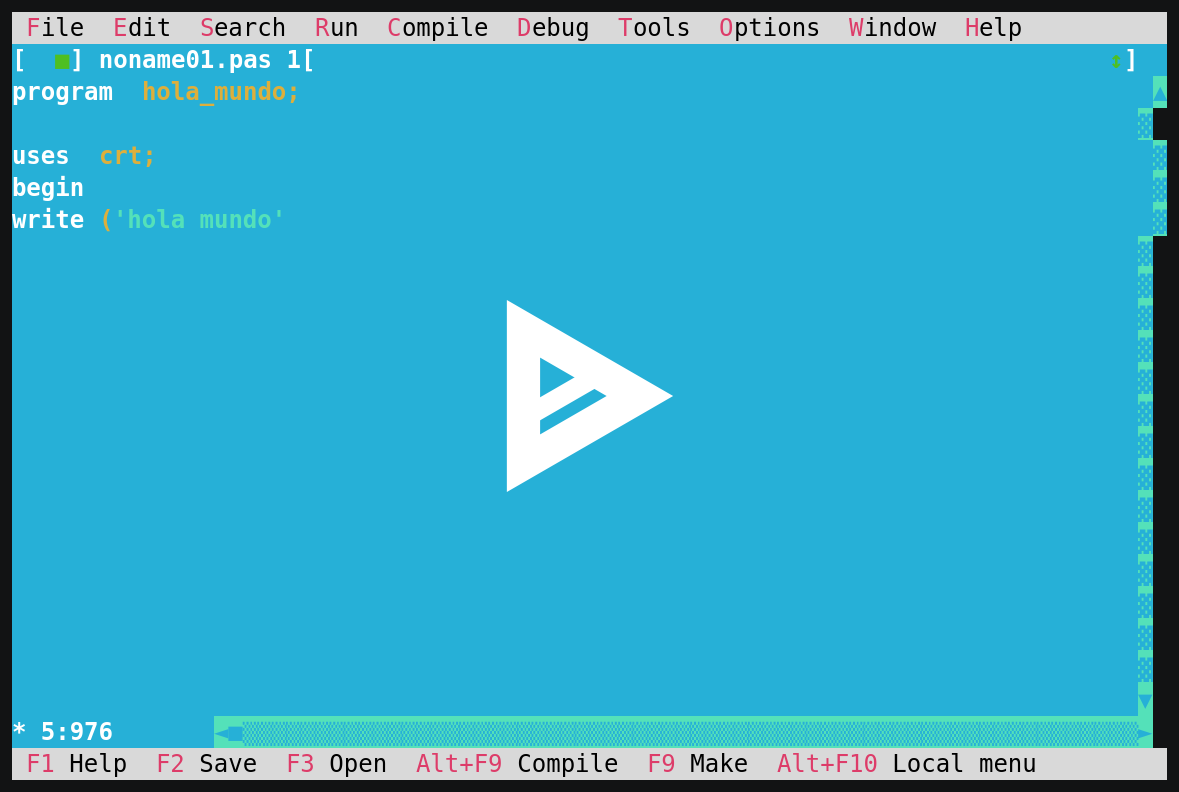 File Edit Search Run Compile Debug Tools Options Window Help
[ ■] noname01.pas 1[ ↕]
program hola_mundo;
uses crt;
begin
write ('hola mundo'
* 5:976
F1 Help F2 Save F3 Open Alt+F9 Compile F9 Make Alt+F10 Local menu